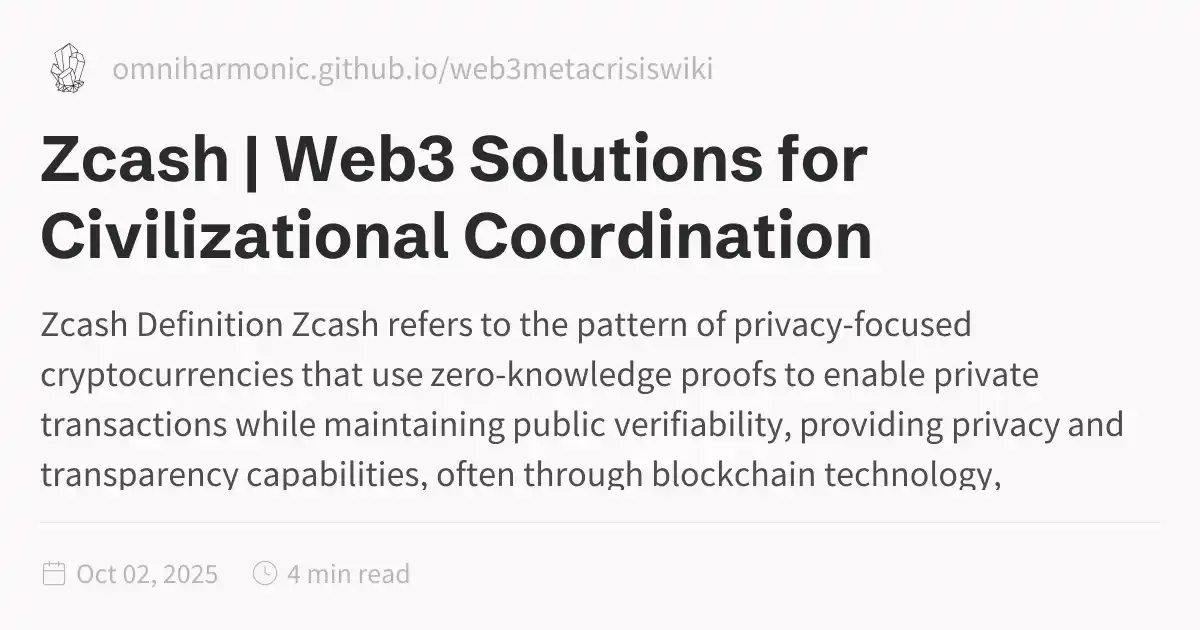 omniharmonic.github.io/web3metacrisiswiki
Zcash | Web3 Solutions for
Civilizational Coordination
Zcash Definition Zcash refers to the pattern of privacy-focused
cryptocurrencies that use zero-knowledge proofs to enable private
transactions while maintaining public verifiability, providing privacy and
transparency capabilities, often through blockchain technology,
Oct 02, 2025 4 min read